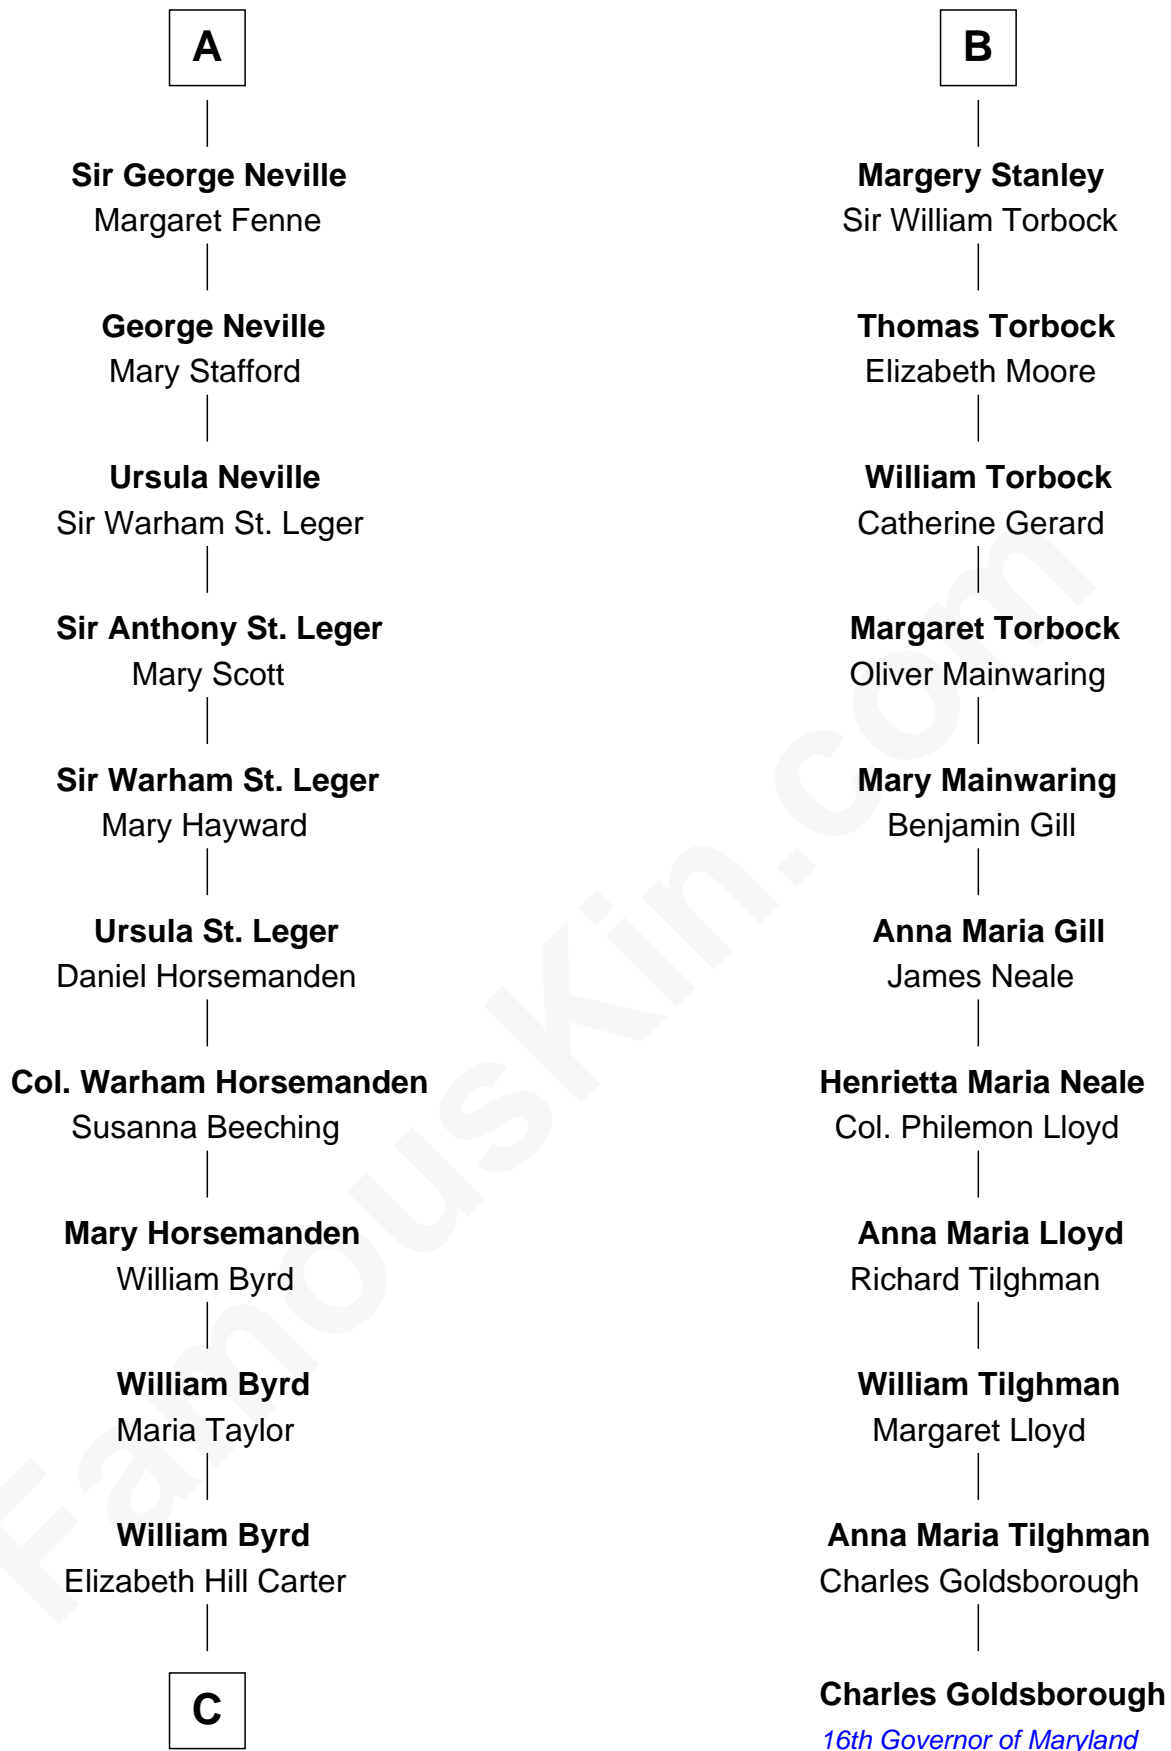 A
Sir George Neville
Margaret Fenne
George Neville
Mary Stafford
Ursula Neville
Sir Warham St. Leger
Sir Anthony St. Leger
Mary Scott
Sir Warham St. Leger
Mary Hayward
Ursula St. Leger
Daniel Horsemanden
Col. Warham Horsemanden
Susanna Beeching
Mary Horsemanden
William Byrd
William Byrd
Maria Taylor
William Byrd
Elizabeth Hill Carter
C
B
Margery Stanley
Sir William Torbock
Thomas Torbock
Elizabeth Moore
William Torbock
Catherine Gerard
Margaret Torbock
Oliver Mainwaring
Mary Mainwaring
Benjamin Gill
Anna Maria Gill
James Neale
Henrietta Maria Neale
Col. Philemon Lloyd
Anna Maria Lloyd
Richard Tilghman
William Tilghman
Margaret Lloyd
Anna Maria Tilghman
Charles Goldsborough
Charles Goldsborough
16th Governor of Maryland
FamousKin.com